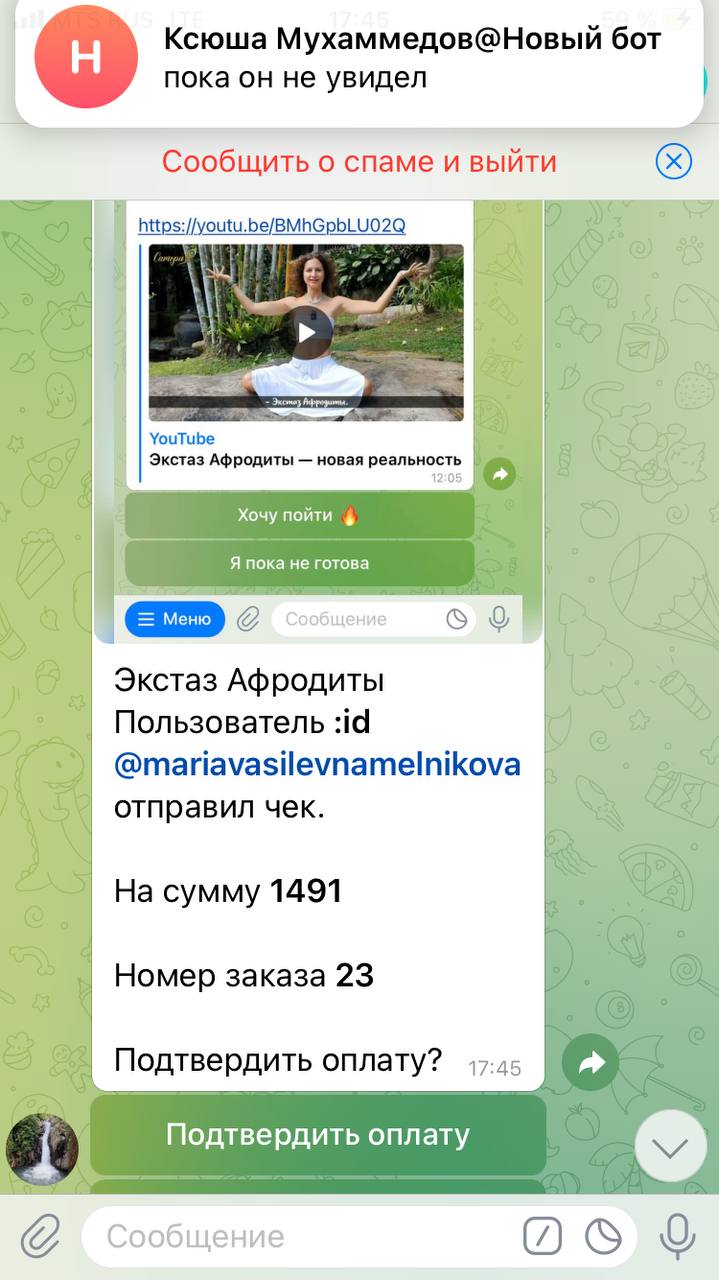 MTS RUS LTE 17:45 59 %
Н
Ксюша Мухаммедов@Новый бот
пока он не увидел
Сообщить о спаме и выйти
https://youtu.be/BMhGpbLU02Q
Сатори
- Экстаз Афродиты.
YouTube
Экстаз Афродиты — новая реальность
12:05
Хочу пойти 🔥
Я пока не готова
Меню
Сообщение
Экстаз Афродиты
Пользователь :id
@mariavasilevnamelnikova
отправил чек.
На сумму 1491
Номер заказа 23
Подтвердить оплату?
17:45
Подтвердить оплату
Сообщение